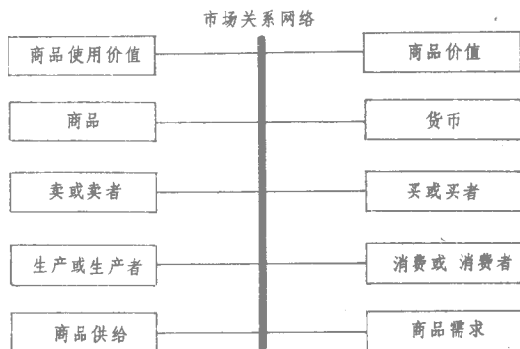 市场关系网络
商品使用价值
商品价值
商品
货币
卖或卖者
买或买者
生产或生产者
消费或 消费者
商品供给
商品需求